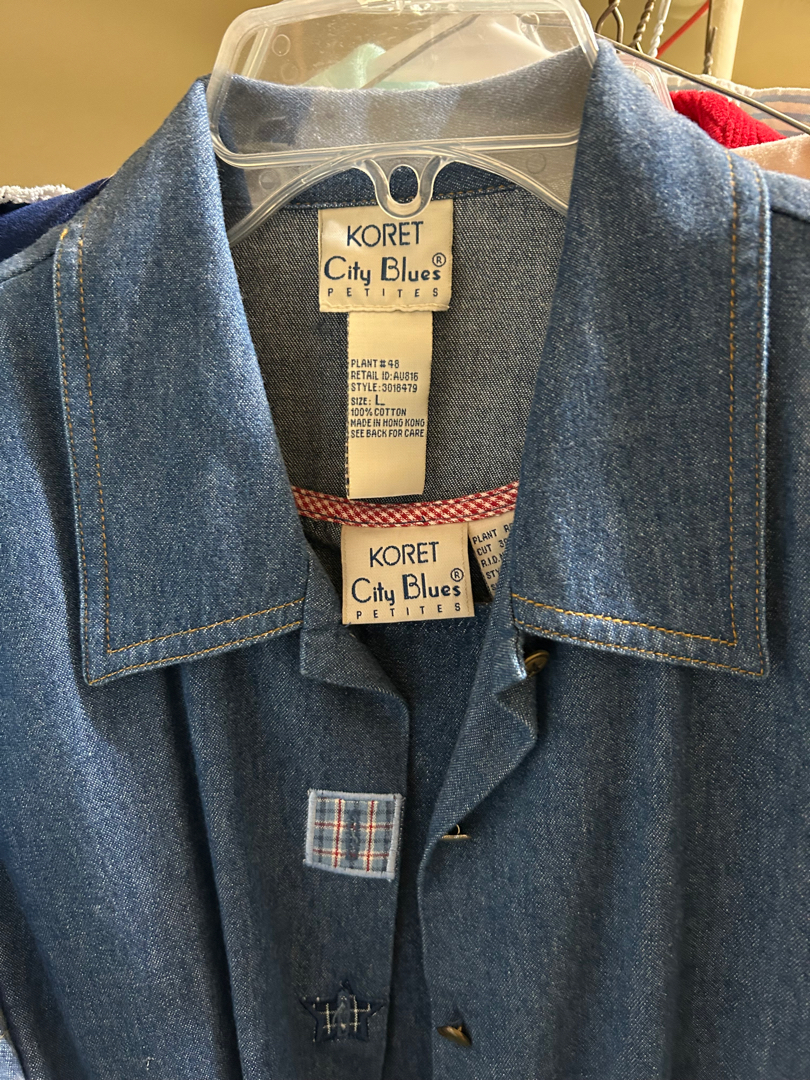 KORET
City Blues®
PETITES
PLANT # 48
RETAIL ID: AU816
STYLE: 3018479
SIZE: L
100% COTTON
MADE IN HONG KONG
SEE BACK FOR CARE
KORET
City Blues®
PETITES
PLANT
CUT